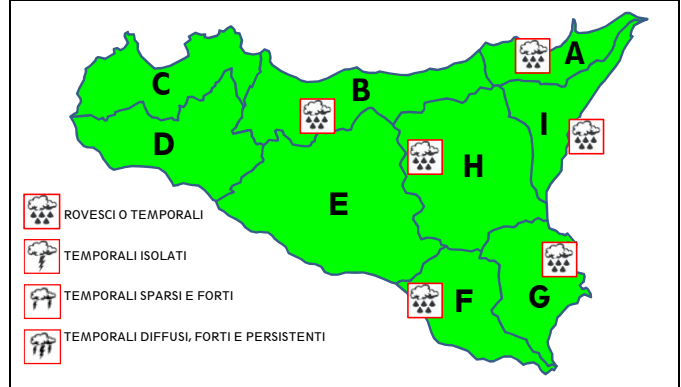 A
C
B
I
D
H
E
ROVESCI O TEMPORALI
TEMPORALI ISOLATI
TEMPORALI SPARSI E FORTI
F
G
TEMPORALI DIFFUSI, FORTI E PERSISTENTI